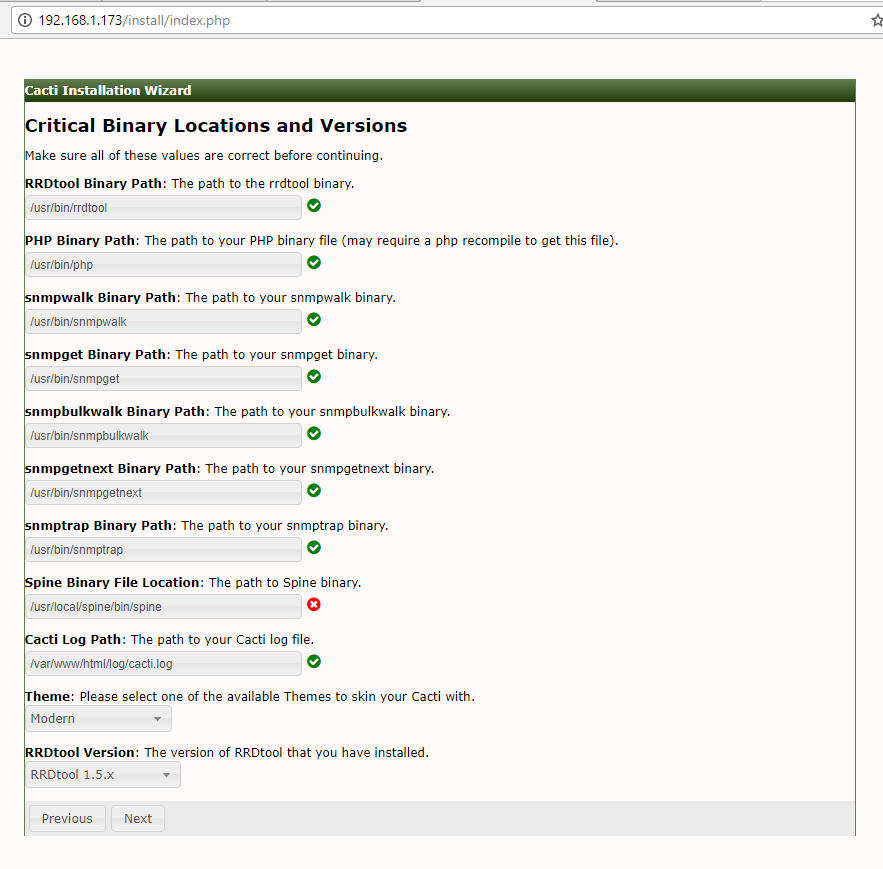 192.168.1.173/install/index.php
Cacti Installation Wizard
Critical Binary Locations and Versions
Make sure all of these values are correct before continuing.
RRDtool Binary Path: The path to the rrdtool binary.
/usr/bin/rrdtool
PHP Binary Path: The path to your PHP binary file (may require a php recompile to get this file).
/usr/bin/php
snmpwalk Binary Path: The path to your snmpwalk binary.
/usr/bin/snmpwalk
snmpget Binary Path: The path to your snmpget binary.
/usr/bin/snmpget
snmpbulkwalk Binary Path: The path to your snmpbulkwalk binary.
/usr/bin/snmpbulkwalk
snmpgetnext Binary Path: The path to your snmpgetnext binary.
/usr/bin/snmpgetnext
snmptrap Binary Path: The path to your snmptrap binary.
/usr/bin/snmptrap
Spine Binary File Location: The path to Spine binary.
/usr/local/spine/bin/spine
Cacti Log Path: The path to your Cacti log file.
/var/www/html/log/cacti.log
Theme: Please select one of the available Themes to skin your Cacti with.
Modern
RRDtool Version: The version of RRDtool that you have installed.
RRDtool 1.5.x
Previous Next